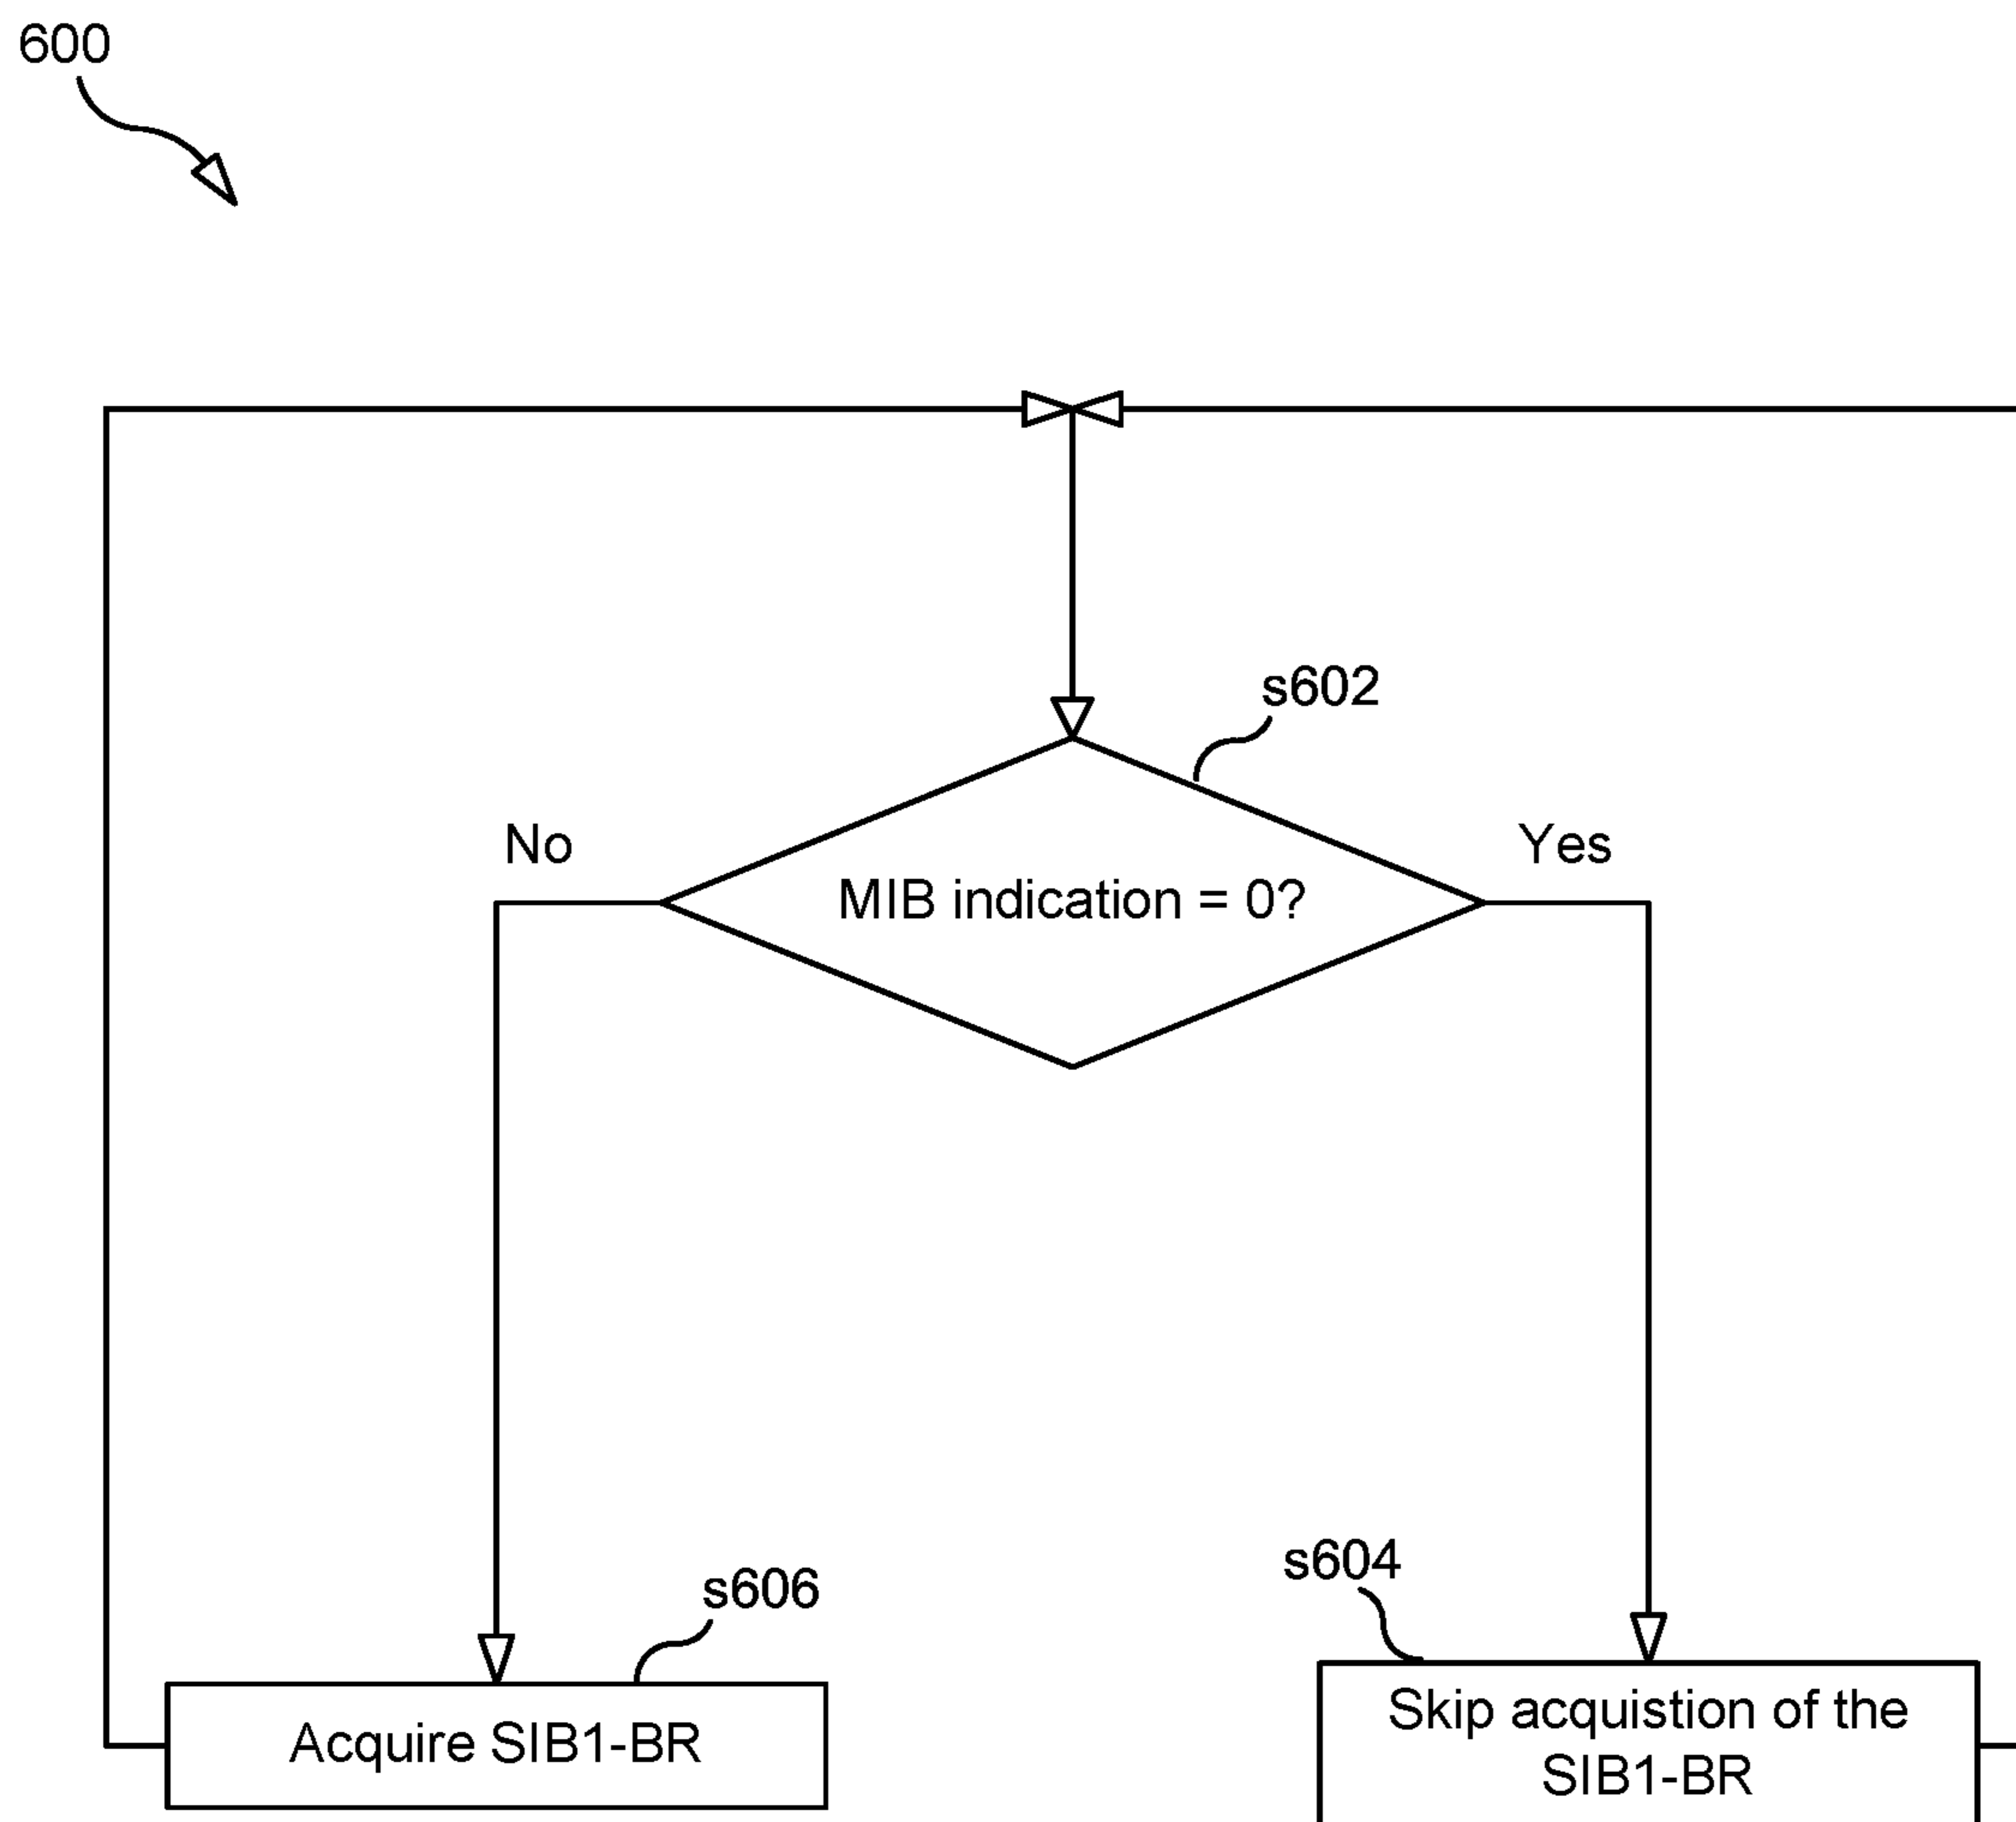 600
s602
No
Yes
MIB indication = 0?
s604
s606
Skip acquistion of the
SIB1-BR
Acquire SIB1-BR